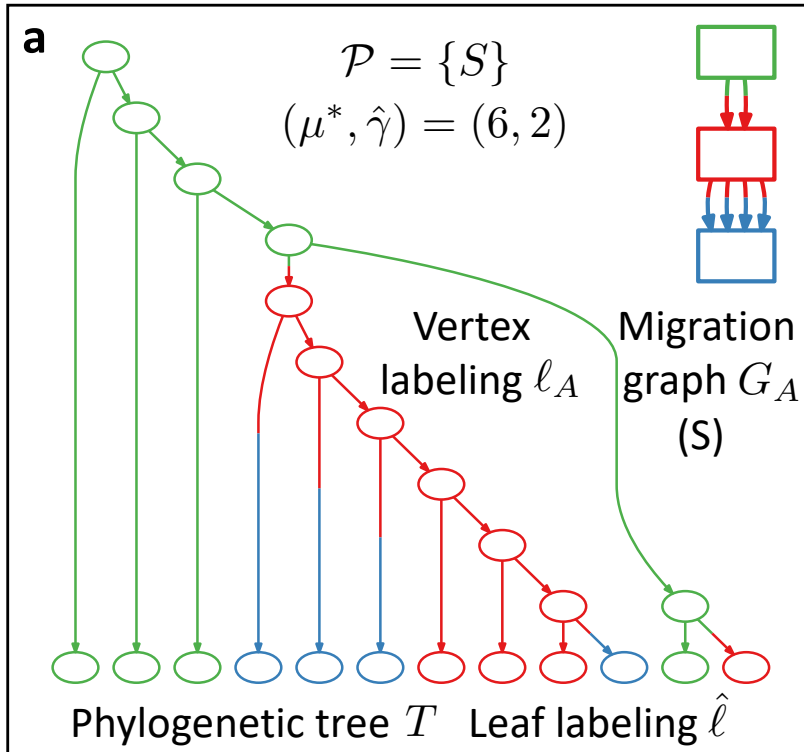 a
𝒫 = {S}
(μ*, γ̂) = (6, 2)
Vertex
labeling ℓ_A
Migration
graph G_A
(S)
Phylogenetic tree T
Leaf labeling ℓ̂